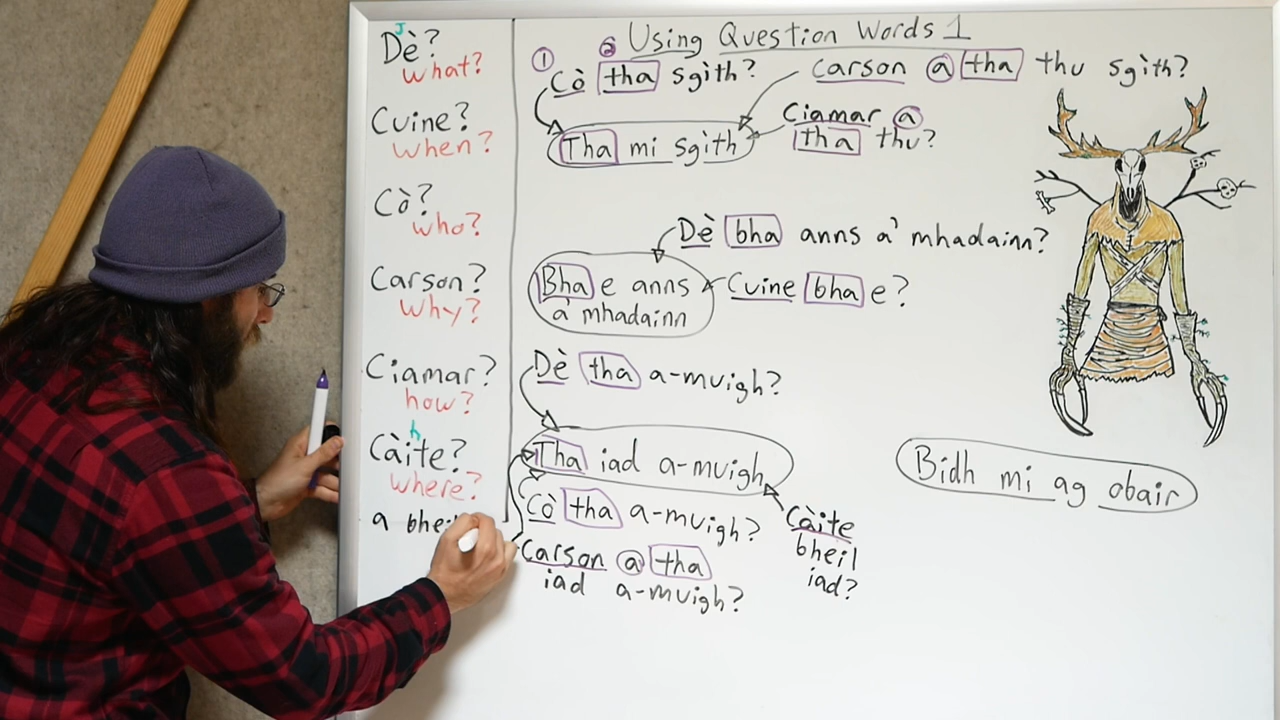 Dè?
J
what?
Cuine?
when?
Cò?
who?
Carson?
why?
Ciamar?
how?
Càite?
h
where?
a
Using Question Words 1
① ②
Cò tha sgìth?
Carson a tha thu sgìth?
Tha mi sgìth
Ciamar a
tha thu?
Dè bha anns a' mhadainn?
Bha e anns
a' mhadainn
Cuine bha e?
Dè tha a-muigh?
Tha iad a-muigh
Cò tha a-muigh?
Càite
bheil
iad?
Carson a tha
iad a-muigh?
Bidh mi ag obair